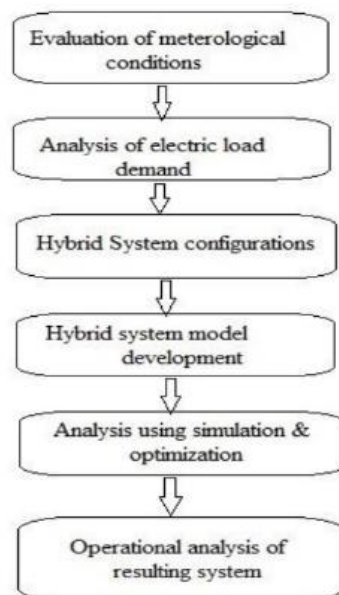 Evaluation of meterological
conditions
Analysis of electric load
demand
Hybrid System configurations
Hybrid system model
development
Analysis using simulation &
optimization
Operational analysis of
resulting system